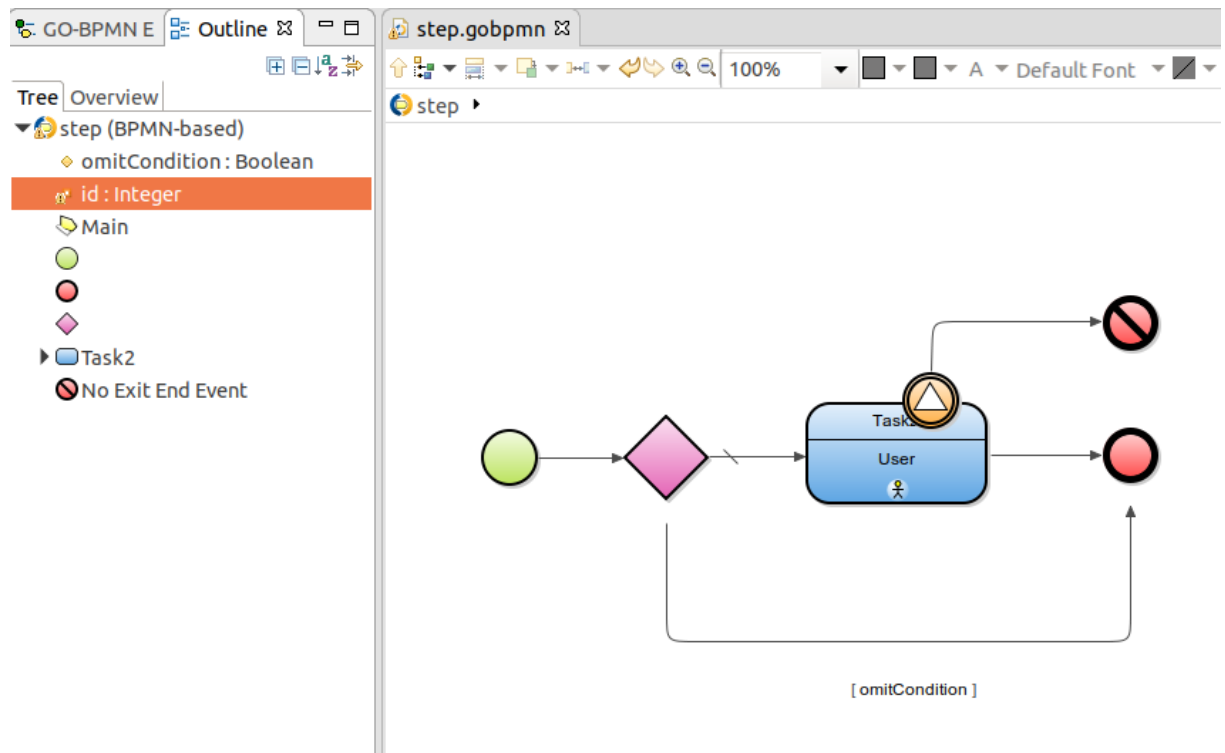 GO-BPMN E Outline
Tree Overview
step (BPMN-based)
omitCondition : Boolean
id : Integer
Main
Task2
No Exit End Event
step.gobpmn
100% A Default Font
step
User
[ omitCondition ]